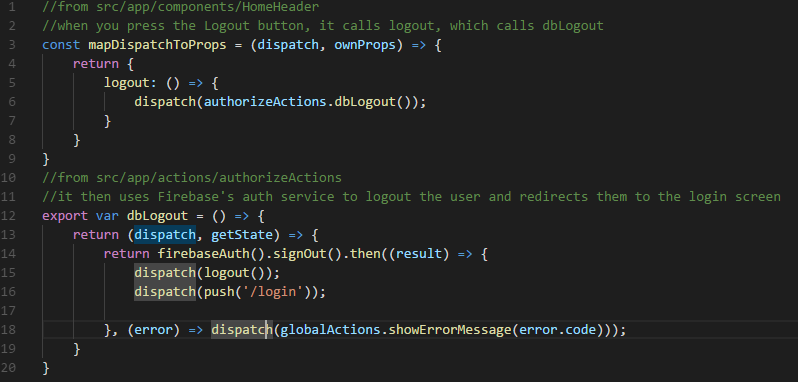 1 //from src/app/components/HomeHeader
2 //when you press the Logout button, it calls logout, which calls dbLogout
3 const mapDispatchToProps = (dispatch, ownProps) => {
4     return {
5         logout: () => {
6             dispatch(authorizeActions.dbLogout());
7         }
8     }
9 }
10 //from src/app/actions/authorizeActions
11 //it then uses Firebase's auth service to logout the user and redirects them to the login screen
12 export var dbLogout = () => {
13     return (dispatch, getState) => {
14         return firebaseAuth().signOut().then((result) => {
15             dispatch(logout());
16             dispatch(push('/login'));
17
18         }, (error) => dispatch(globalActions.showErrorMessage(error.code)));
19     }
20 }